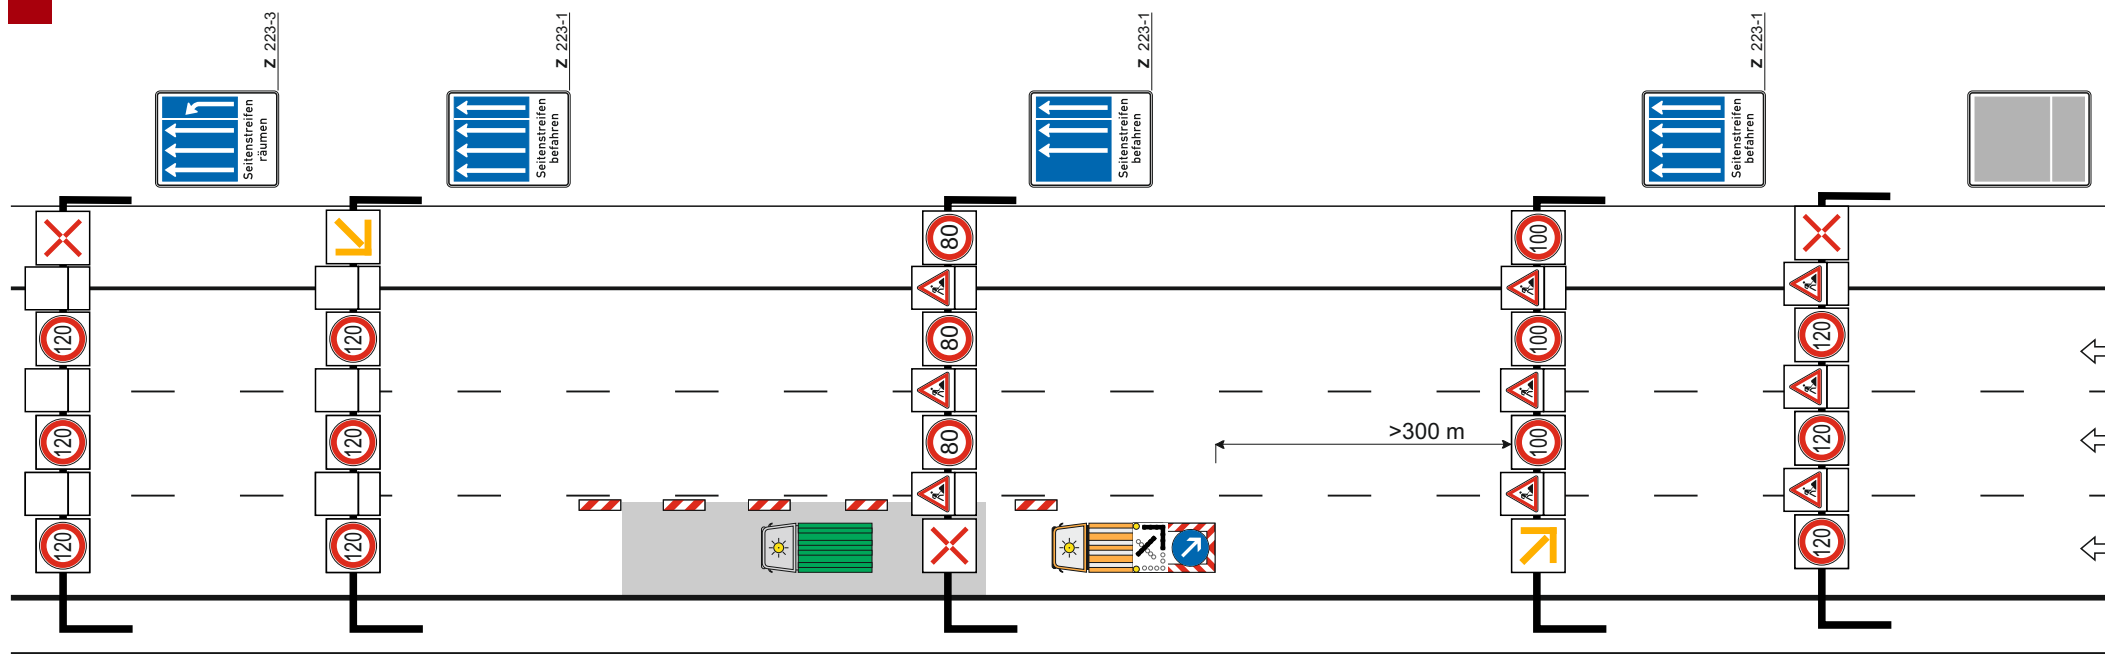 Z 223-3
Z 223-1
Z 223-1
Z 223-1
Seitenstreifen
räumen
Seitenstreifen
befahren
Seitenstreifen
befahren
Seitenstreifen
befahren
80
100
120
120
80
100
120
>300 m
120
120
80
100
120
120
120
120